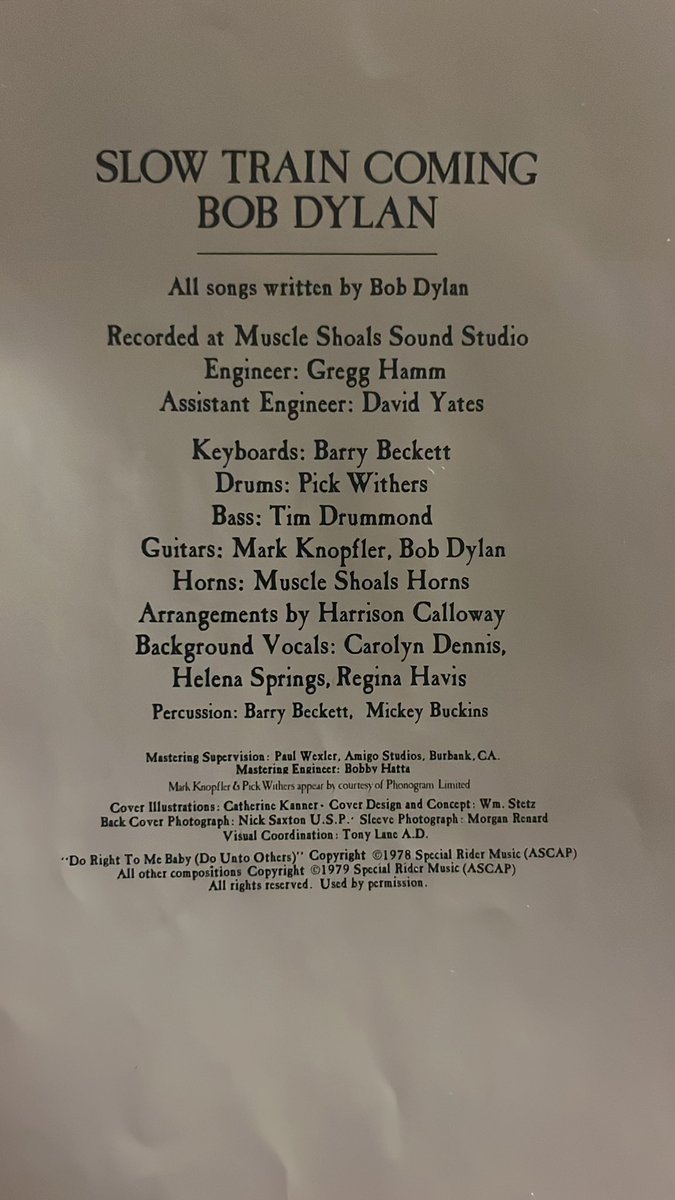 SLOW TRAIN COMING
BOB DYLAN
All songs written by Bob Dylan
Recorded at Muscle Shoals Sound Studio
Engineer: Gregg Hamm
Assistant Engineer: David Yates
Keyboards: Barry Beckett
Drums: Pick Withers
Bass: Tim Drummond
Guitars: Mark Knopfler, Bob Dylan
Horns: Muscle Shoals Horns
Arrangements by Harrison Calloway
Background Vocals: Carolyn Dennis,
Helena Springs, Regina Havis
Percussion: Barry Beckett, Mickey Buckins
Mastering Supervision: Paul Wexler, Amigo Studios, Burbank, CA.
Mastering Engineer: Bobby Hatta
Mark Knopfler & Pick Withers appear by courtesy of Phonogram Limited
Cover Illustrations: Catherine Kanner· Cover Design and Concept: Wm. Stetz
Back Cover Photograph: Nick Saxton U.S.P.· Sleeve Photograph: Morgan Renard
Visual Coordination: Tony Lane A.D.
"Do Right To Me Baby (Do Unto Others)" Copyright ©1978 Special Rider Music (ASCAP)
All other compositions Copyright ©1979 Special Rider Music (ASCAP)
All rights reserved. Used by permission.